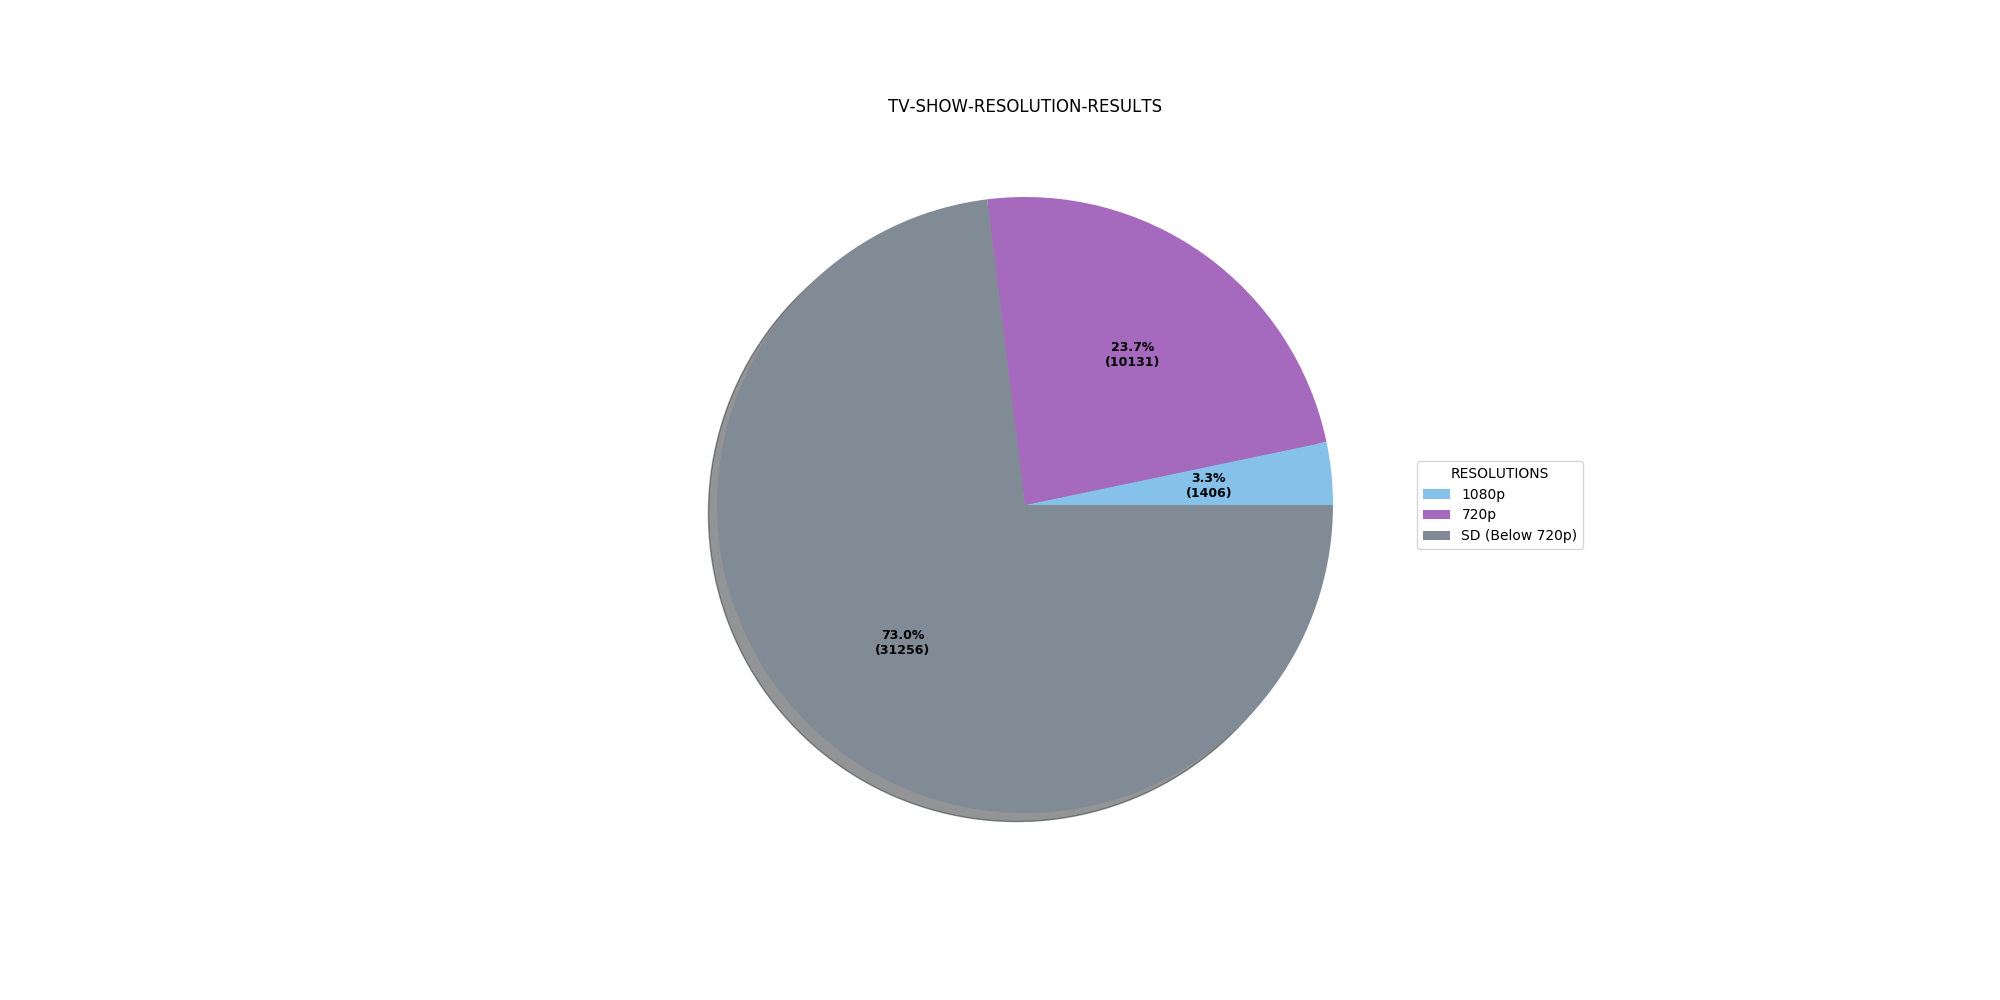 TV-SHOW-RESOLUTION-RESULTS
23.7%
(10131)
3.3%
(1406)
73.0%
(31256)
RESOLUTIONS
1080p
720p
SD (Below 720p)